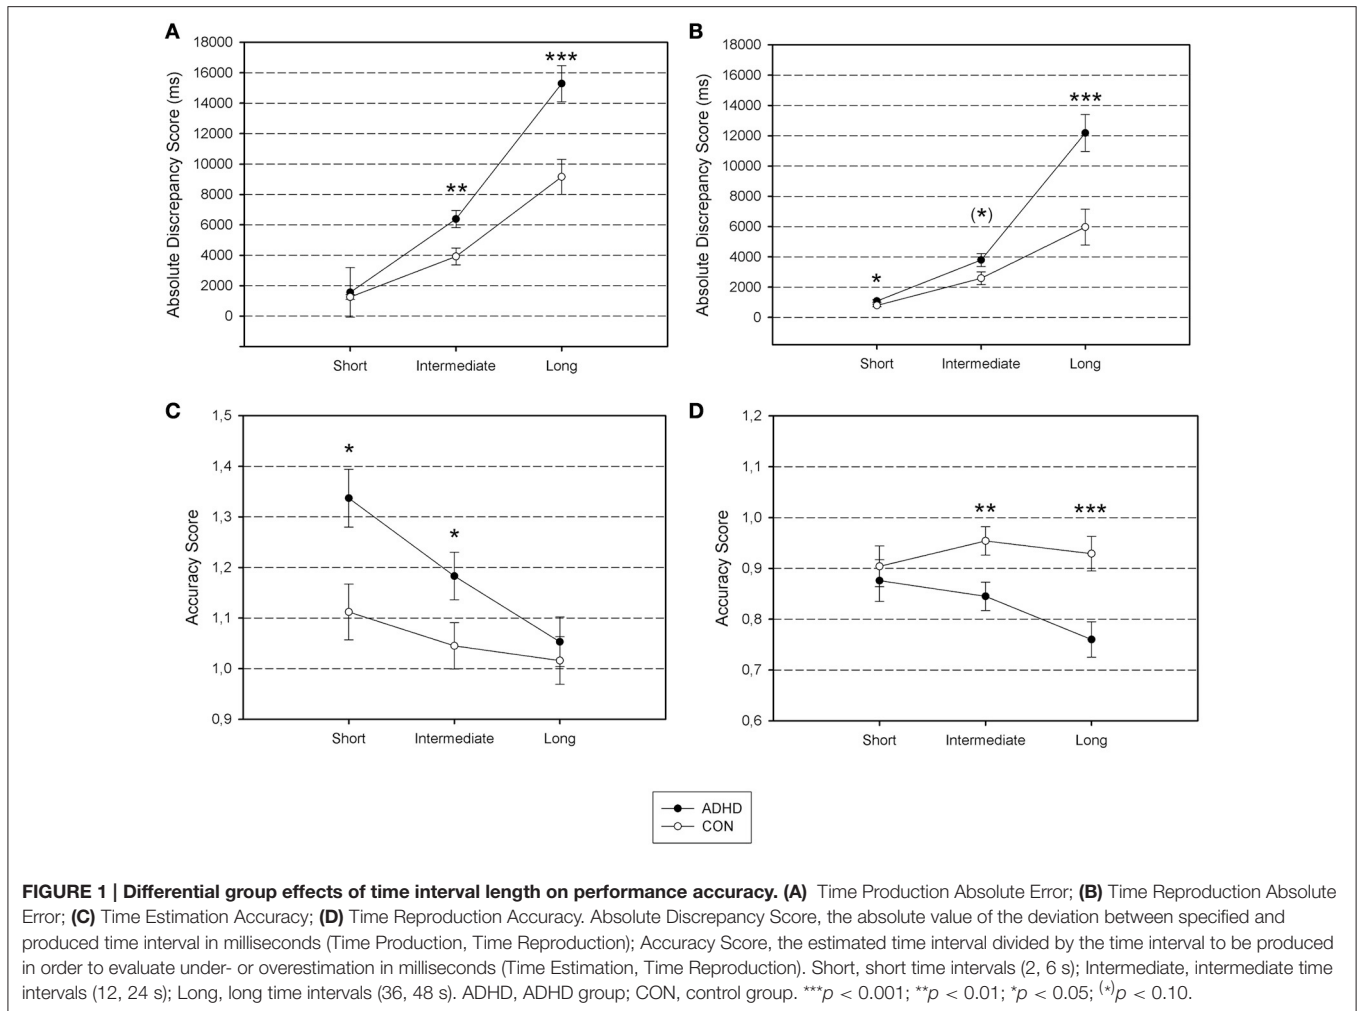 A
18000
16000
14000
12000
10000
8000
6000
4000
2000
0
Absolute Discrepancy Score (ms)
**
***
Short
Intermediate
Long
B
18000
16000
14000
12000
10000
8000
6000
4000
2000
0
Absolute Discrepancy Score (ms)
*
(*)
***
Short
Intermediate
Long
C
1,5
1,4
1,3
1,2
1,1
1,0
0,9
Accuracy Score
*
*
Short
Intermediate
Long
D
1,2
1,1
1,0
0,9
0,8
0,7
0,6
Accuracy Score
**
***
Short
Intermediate
Long
ADHD
CON
FIGURE 1 | Differential group effects of time interval length on performance accuracy. (A) Time Production Absolute Error; (B) Time Reproduction Absolute
Error; (C) Time Estimation Accuracy; (D) Time Reproduction Accuracy. Absolute Discrepancy Score, the absolute value of the deviation between specified and
produced time interval in milliseconds (Time Production, Time Reproduction); Accuracy Score, the estimated time interval divided by the time interval to be produced
in order to evaluate under- or overestimation in milliseconds (Time Estimation, Time Reproduction). Short, short time intervals (2, 6 s); Intermediate, intermediate time
intervals (12, 24 s); Long, long time intervals (36, 48 s). ADHD, ADHD group; CON, control group. ***p < 0.001; **p < 0.01; *p < 0.05; (*)p < 0.10.